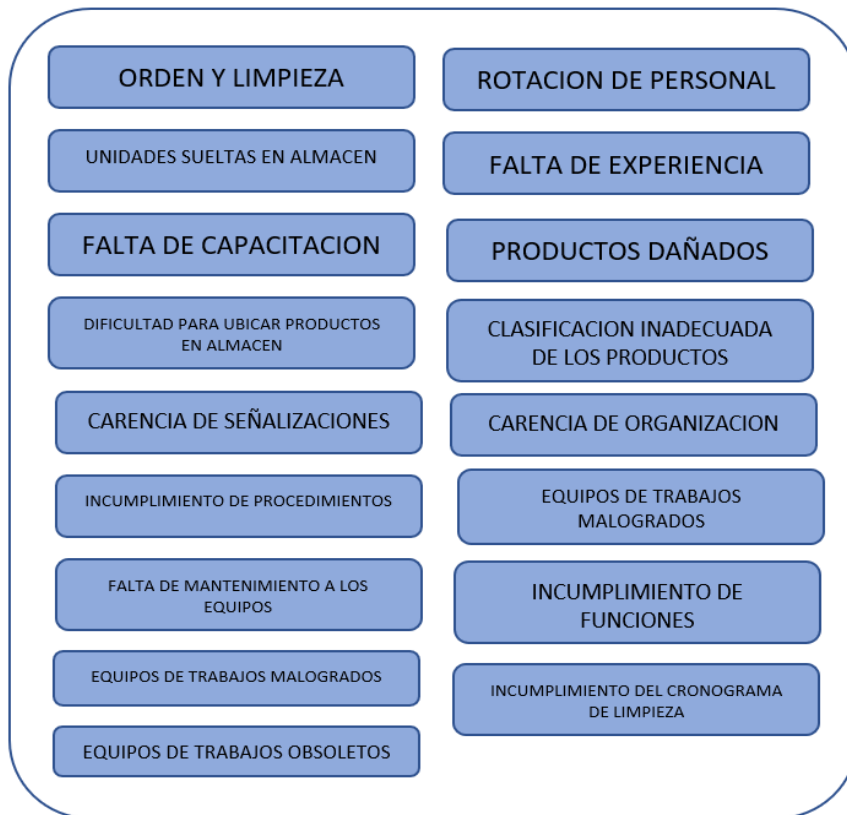 ORDEN Y LIMPIEZA
UNIDADES SUELTAS EN ALMACEN
FALTA DE CAPACITACION
DIFICULTAD PARA UBICAR PRODUCTOS
EN ALMACEN
CARENCIA DE SEÑALIZACIONES
INCUMPLIMIENTO DE PROCEDIMIENTOS
FALTA DE MANTENIMIENTO A LOS
EQUIPOS
EQUIPOS DE TRABAJOS MALOGRADOS
EQUIPOS DE TRABAJOS OBSOLETOS
ROTACION DE PERSONAL
FALTA DE EXPERIENCIA
PRODUCTOS DAÑADOS
CLASIFICACION INADECUADA
DE LOS PRODUCTOS
CARENCIA DE ORGANIZACION
EQUIPOS DE TRABAJOS
MALOGRADOS
INCUMPLIMIENTO DE
FUNCIONES
INCUMPLIMIENTO DEL CRONOGRAMA
DE LIMPIEZA